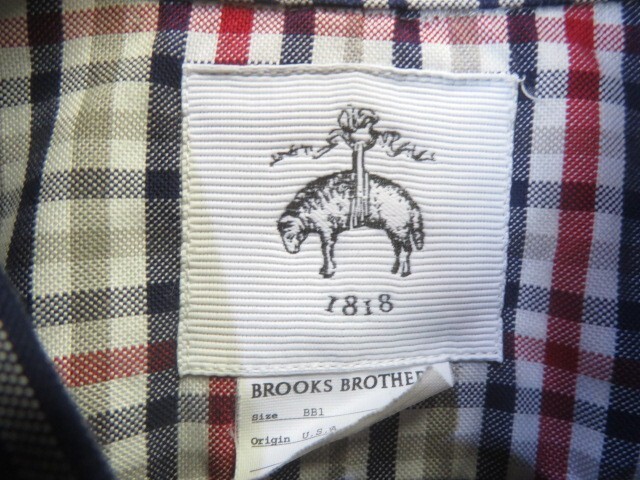 1818
BROOKS BROTHER
Size BB1
Origin U.S.A